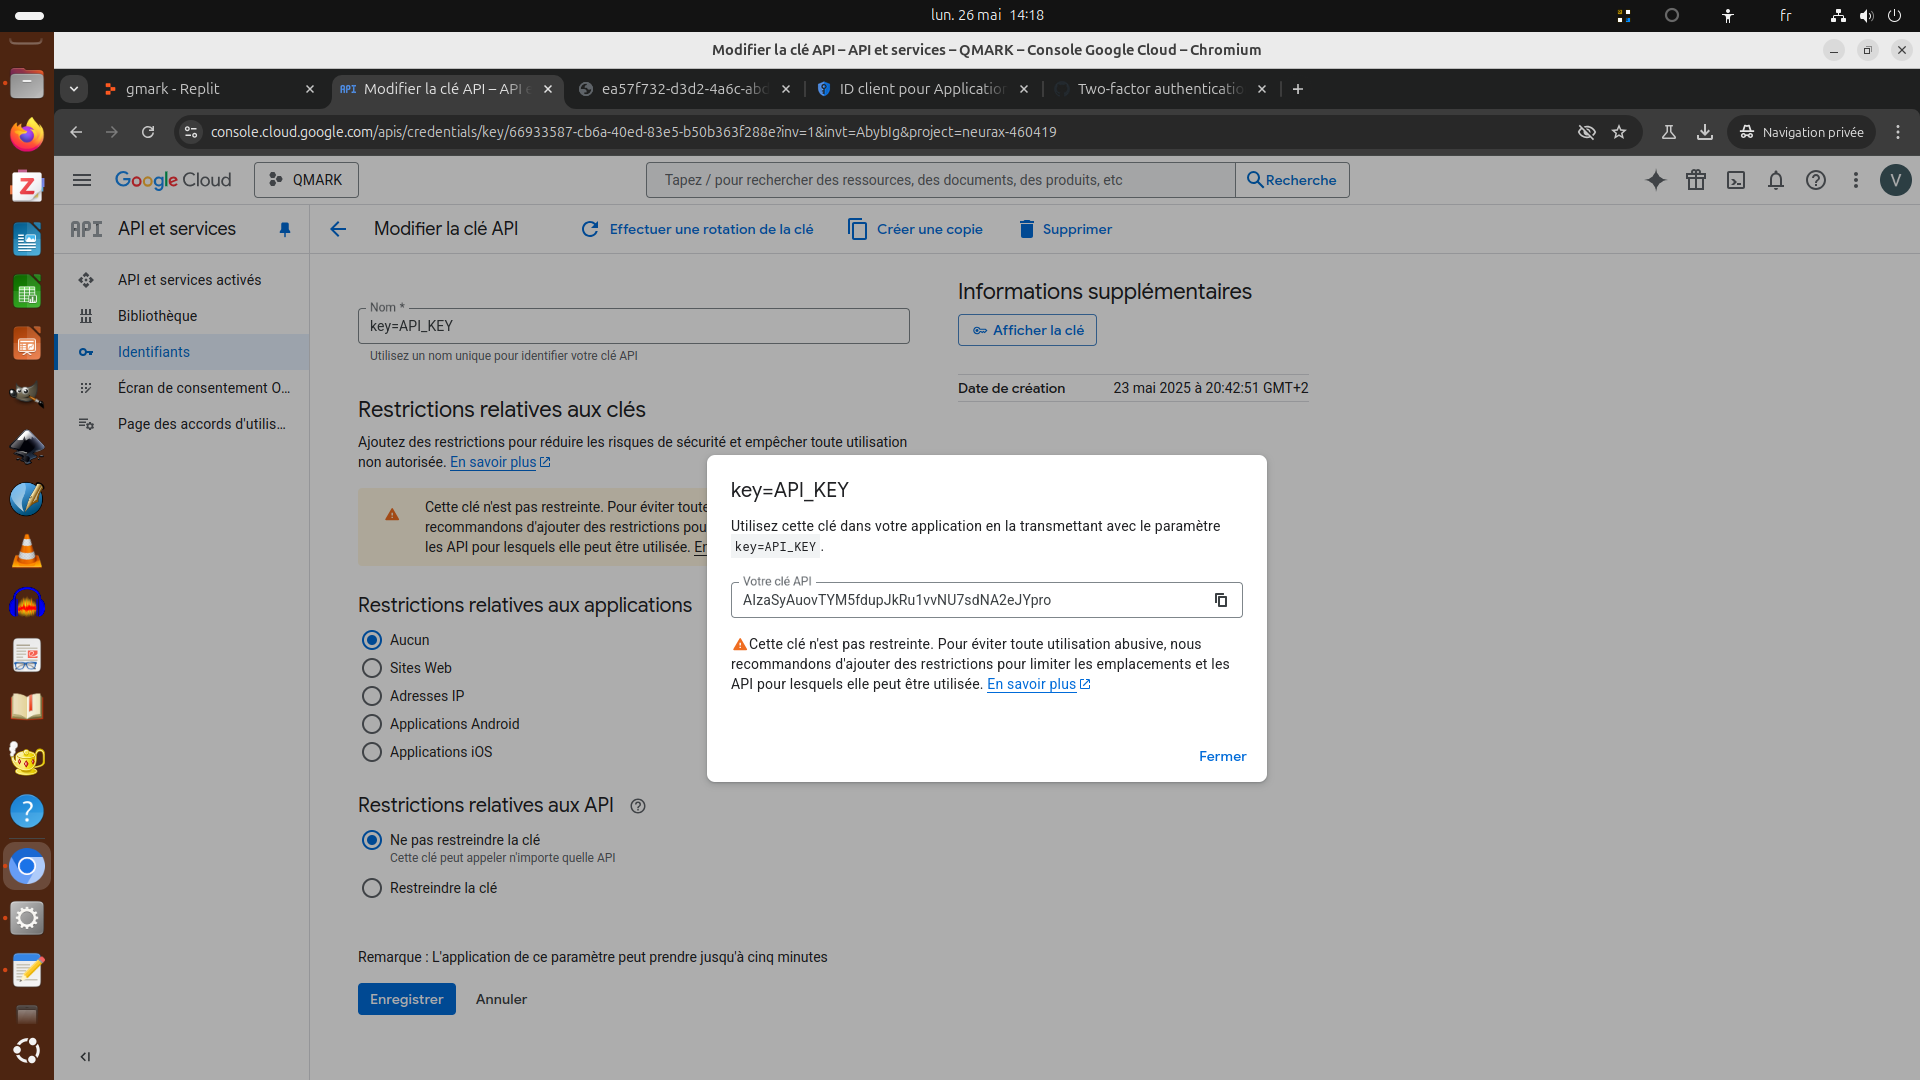 lun. 26 mai 14:18
fr
Modifier la clé API – API et services – QMARK – Console Google Cloud – Chromium
gmark - Replit
API Modifier la clé API – API e
ea57f732-d3d2-4a6c-abd
ID client pour Application
Two-factor authenticatio
console.cloud.google.com/apis/credentials/key/66933587-cb6a-40ed-83e5-b50b363f288e?inv=1&invt=AbybIg&project=neurax-460419
Navigation privée
Google Cloud
QMARK
Tapez / pour rechercher des ressources, des documents, des produits, etc
Recherche
V
API API et services
Modifier la clé API
Effectuer une rotation de la clé
Créer une copie
Supprimer
API et services activés
Bibliothèque
Identifiants
Écran de consentement O...
Page des accords d'utilis...
Nom *
key=API_KEY
Utilisez un nom unique pour identifier votre clé API
Informations supplémentaires
Afficher la clé
Date de création 23 mai 2025 à 20:42:51 GMT+2
Restrictions relatives aux clés
Ajoutez des restrictions pour réduire les risques de sécurité et empêcher toute utilisation
non autorisée. En savoir plus
Cette clé n'est pas restreinte. Pour éviter toute
recommandons d'ajouter des restrictions pou
les API pour lesquels elle peut être utilisée. En
Restrictions relatives aux applications
Aucun
Sites Web
Adresses IP
Applications Android
Applications iOS
Restrictions relatives aux API
Ne pas restreindre la clé
Cette clé peut appeler n'importe quelle API
Restreindre la clé
Remarque : L'application de ce paramètre peut prendre jusqu'à cinq minutes
Enregistrer
Annuler
key=API_KEY
Utilisez cette clé dans votre application en la transmettant avec le paramètre
key=API_KEY.
Votre clé API
AIzaSyAuovTYM5fdupJkRu1vvNU7sdNA2eJYpro
Cette clé n'est pas restreinte. Pour éviter toute utilisation abusive, nous
recommandons d'ajouter des restrictions pour limiter les emplacements et les
API pour lesquels elle peut être utilisée. En savoir plus
Fermer